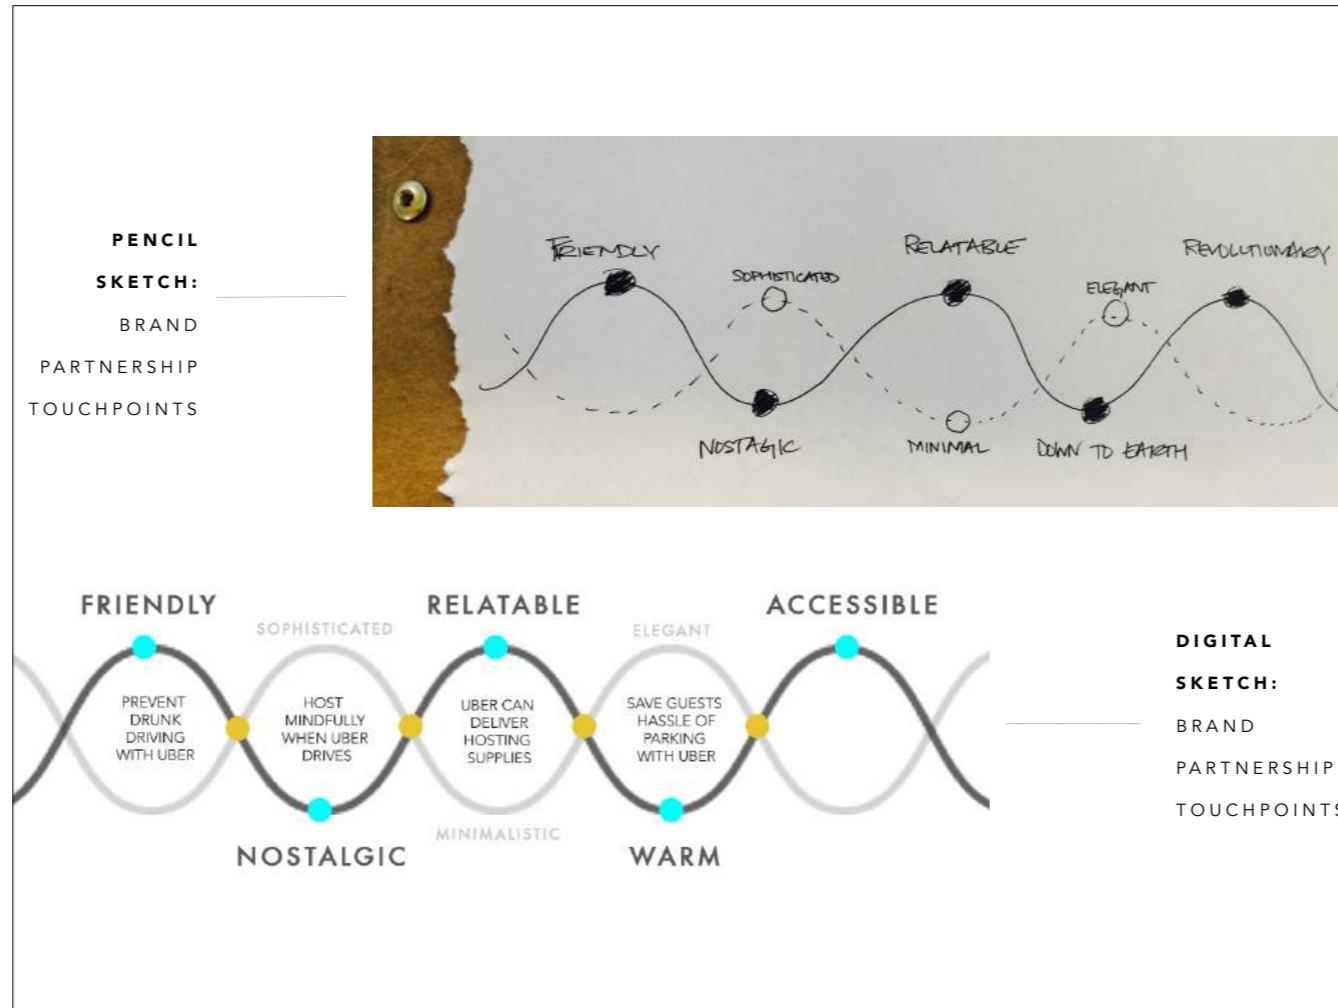 PENCIL
SKETCH:
BRAND
PARTNERSHIP
TOUCHPOINTS
FRIENDLY
SOPHISTICATED
RELATABLE
ELEGANT
REVOLUTIONARY
NOSTAGIC
MINIMAL
DOWN TO EARTH
FRIENDLY
SOPHISTICATED
RELATABLE
ELEGANT
ACCESSIBLE
PREVENT
DRUNK
DRIVING
WITH UBER
HOST
MINDFULLY
WHEN UBER
DRIVES
UBER CAN
DELIVER
HOSTING
SUPPLIES
SAVE GUESTS
HASSLE OF
PARKING
WITH UBER
NOSTALGIC
MINIMALISTIC
WARM
DIGITAL
SKETCH:
BRAND
PARTNERSHIP
TOUCHPOINTS